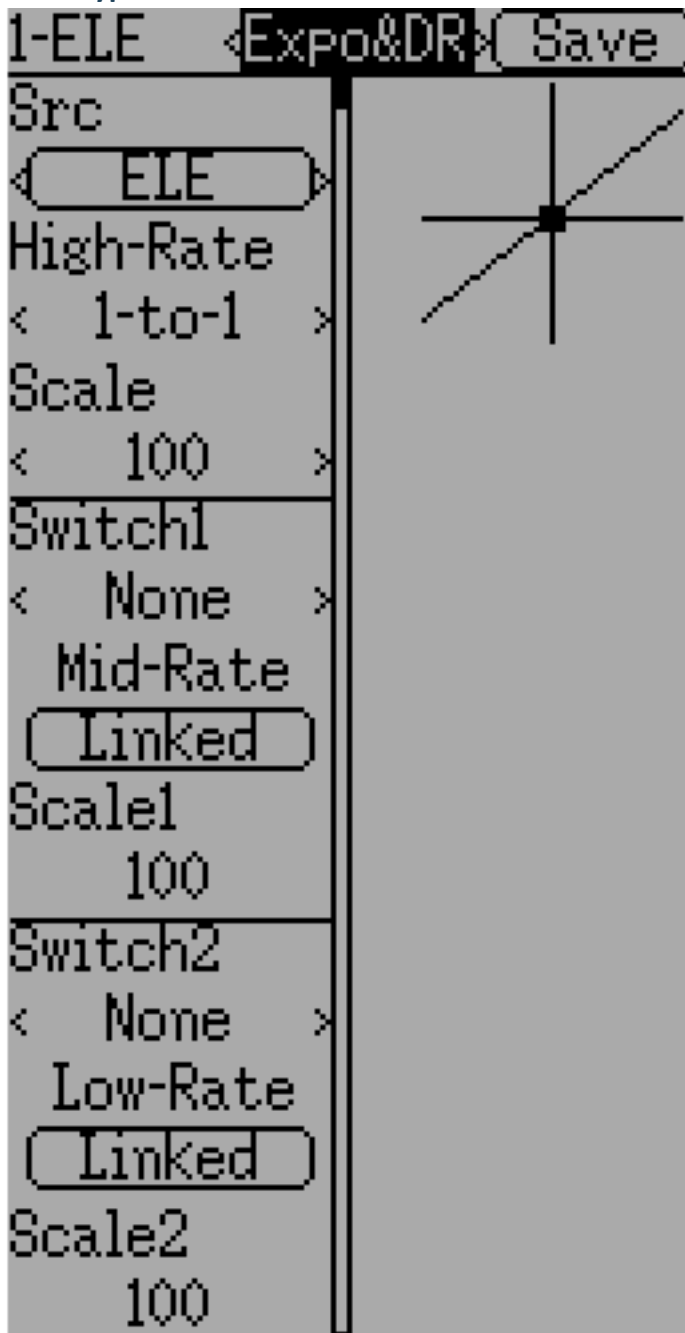 1-ELE <Expo&DR> Save
Src
ELE
High-Rate
< 1-to-1 >
Scale
< 100 >
Switch1
< None >
Mid-Rate
Linked
Scale1
100
Switch2
< None >
Low-Rate
Linked
Scale2
100